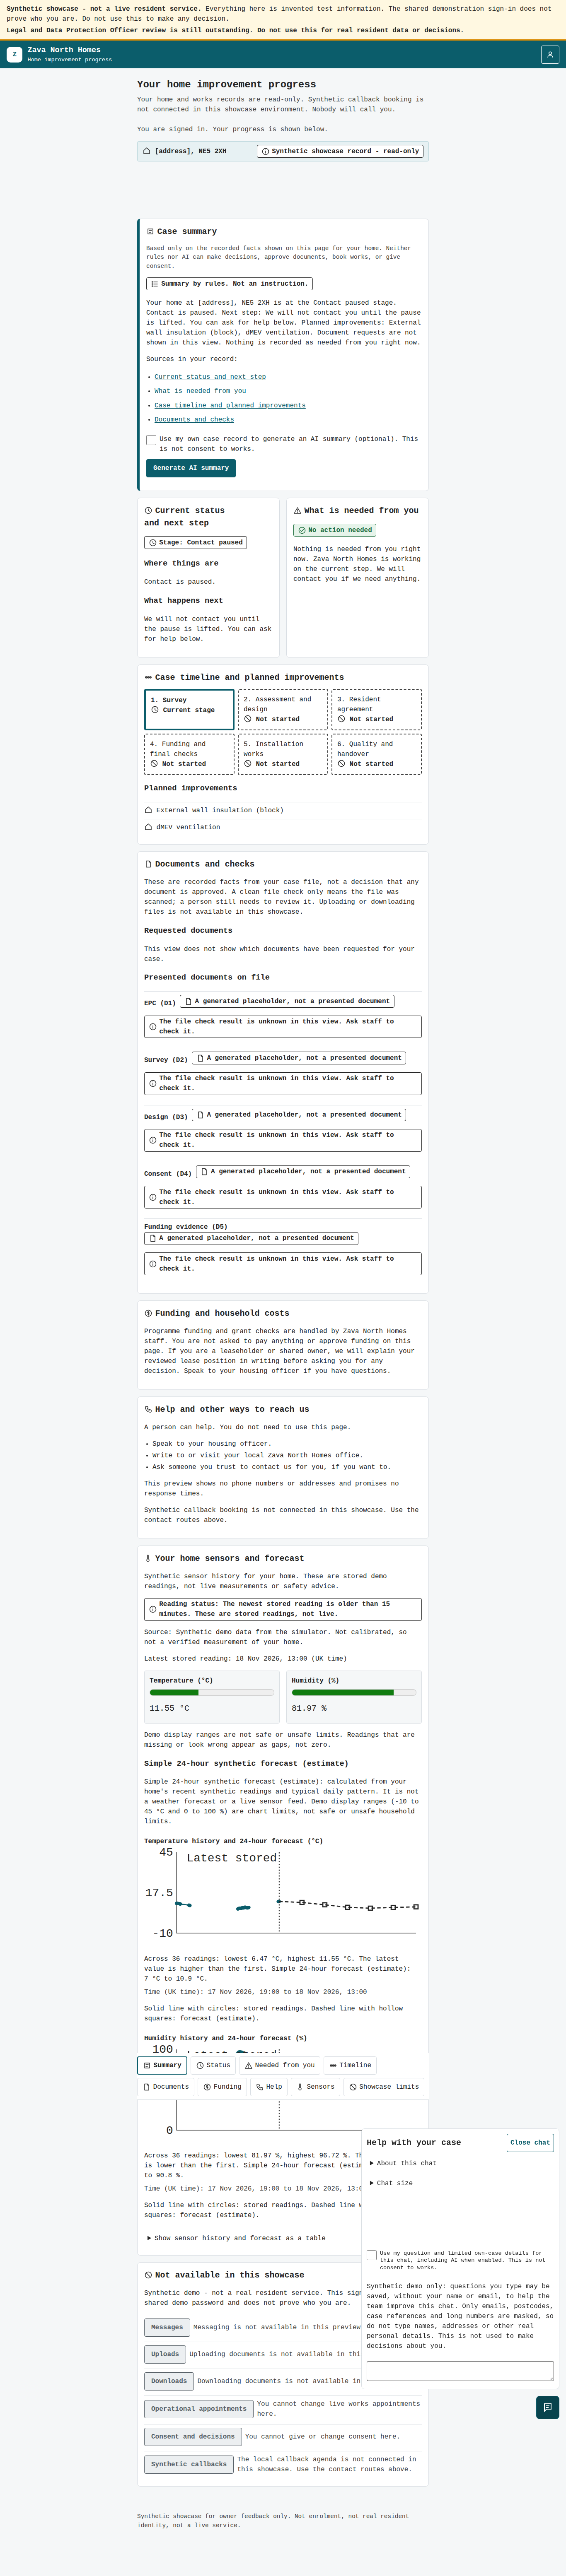 Synthetic showcase - not a live resident service. Everything here is invented test information. The shared demonstration sign-in does not
prove who you are. Do not use this to make any decision.
Legal and Data Protection Officer review is still outstanding. Do not use this for real resident data or decisions.
Z
Zava North Homes
Home improvement progress
Your home improvement progress
Your home and works records are read-only. Synthetic callback booking is
not connected in this showcase environment. Nobody will call you.
You are signed in. Your progress is shown below.
[address], NE5 2XH
Synthetic showcase record - read-only
Case summary
Based only on the recorded facts shown on this page for your home. Neither
rules nor AI can make decisions, approve documents, book works, or give
consent.
Summary by rules. Not an instruction.
Your home at [address], NE5 2XH is at the Contact paused stage.
Contact is paused. Next step: We will not contact you until the pause
is lifted. You can ask for help below. Planned improvements: External
wall insulation (block), dMEV ventilation. Document requests are not
shown in this view. Nothing is recorded as needed from you right now.
Sources in your record:
Current status and next step
What is needed from you
Case timeline and planned improvements
Documents and checks
Use my own case record to generate an AI summary (optional). This
is not consent to works.
Generate AI summary
Current status
and next step
Stage: Contact paused
Where things are
Contact is paused.
What happens next
We will not contact you until
the pause is lifted. You can ask
for help below.
What is needed from you
No action needed
Nothing is needed from you right
now. Zava North Homes is working
on the current step. We will
contact you if we need anything.
Case timeline and planned improvements
1. Survey
Current stage
2. Assessment and
design
Not started
3. Resident
agreement
Not started
4. Funding and
final checks
Not started
5. Installation
works
Not started
6. Quality and
handover
Not started
Planned improvements
External wall insulation (block)
dMEV ventilation
Documents and checks
These are recorded facts from your case file, not a decision that any
document is approved. A clean file check only means the file was
scanned; a person still needs to review it. Uploading or downloading
files is not available in this showcase.
Requested documents
This view does not show which documents have been requested for your
case.
Presented documents on file
EPC (D1) A generated placeholder, not a presented document
The file check result is unknown in this view. Ask staff to
check it.
Survey (D2) A generated placeholder, not a presented document
The file check result is unknown in this view. Ask staff to
check it.
Design (D3) A generated placeholder, not a presented document
The file check result is unknown in this view. Ask staff to
check it.
Consent (D4) A generated placeholder, not a presented document
The file check result is unknown in this view. Ask staff to
check it.
Funding evidence (D5)
A generated placeholder, not a presented document
The file check result is unknown in this view. Ask staff to
check it.
Funding and household costs
Programme funding and grant checks are handled by Zava North Homes
staff. You are not asked to pay anything or approve funding on this
page. If you are a leaseholder or shared owner, we will explain your
reviewed lease position in writing before asking you for any
decision. Speak to your housing officer if you have questions.
Help and other ways to reach us
A person can help. You do not need to use this page.
Speak to your housing officer.
Write to or visit your local Zava North Homes office.
Ask someone you trust to contact us for you, if you want to.
This preview shows no phone numbers or addresses and promises no
response times.
Synthetic callback booking is not connected in this showcase. Use the
contact routes above.
Your home sensors and forecast
Synthetic sensor history for your home. These are stored demo
readings, not live measurements or safety advice.
Reading status: The newest stored reading is older than 15
minutes. These are stored readings, not live.
Source: Synthetic demo data from the simulator. Not calibrated, so
not a verified measurement of your home.
Latest stored reading: 18 Nov 2026, 13:00 (UK time)
Temperature (°C)
11.55 °C
Humidity (%)
81.97 %
Demo display ranges are not safe or unsafe limits. Readings that are
missing or look wrong appear as gaps, not zero.
Simple 24-hour synthetic forecast (estimate)
Simple 24-hour synthetic forecast (estimate): calculated from your
home's recent synthetic readings and typical daily pattern. It is not
a weather forecast or a live sensor feed. Demo display ranges (-10 to
45 °C and 0 to 100 %) are chart limits, not safe or unsafe household
limits.
Temperature history and 24-hour forecast (°C)
45
Latest stored
17.5
-10
Across 36 readings: lowest 6.47 °C, highest 11.55 °C. The latest
value is higher than the first. Simple 24-hour forecast (estimate):
7 °C to 10.9 °C.
Time (UK time): 17 Nov 2026, 19:00 to 18 Nov 2026, 13:00
Solid line with circles: stored readings. Dashed line with hollow
squares: forecast (estimate).
Humidity history and 24-hour forecast (%)
100
Summary
Status
Needed from you
Timeline
Documents
Funding
Help
Sensors
Showcase limits
0
Across 36 readings: lowest 81.97 %, highest 96.72 %.
is lower than the first. Simple 24-hour forecast
to 90.8 %.
Time (UK time): 17 Nov 2026, 19:00 to 18 Nov 2026,
Solid line with circles: stored readings. Dashed line
squares: forecast (estimate).
Show sensor history and forecast as a table
Help with your case
Close chat
About this chat
Chat size
Use my question and limited own-case details for
this chat, including AI when enabled. This is not
consent to works.
Synthetic demo only: questions you type may be
saved, without your name or email, to help the
team improve this chat. Only emails, postcodes,
case references and long numbers are masked, so
do not type names, addresses or other real
personal details. This is not used to make
decisions about you.
Not available in this showcase
Synthetic demo - not a real resident service. This
shared demo password and does not prove who you are.
Messages
Messaging is not available in this preview
Uploads
Uploading documents is not available in
Downloads
Downloading documents is not available in
Operational appointments
You cannot change live works appointments
here.
Consent and decisions
You cannot give or change consent here.
Synthetic callbacks
The local callback agenda is not connected in
this showcase. Use the contact routes above.
Synthetic showcase for owner feedback only. Not enrolment, not real resident
identity, not a live service.